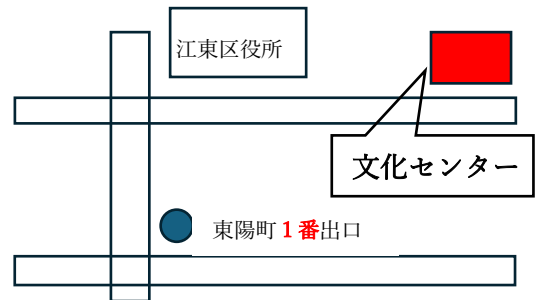 江東区役所
文化センター
東陽町１番出口